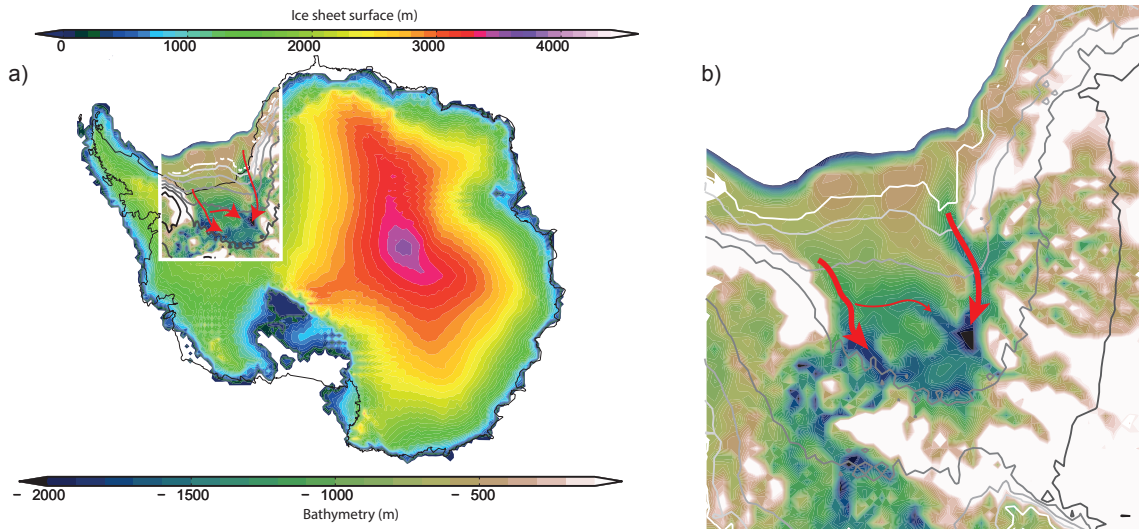 Ice sheet surface (m)
0 1000 2000 3000 4000
a)
b)
- 2000 - 1500 - 1000 - 500
Bathymetry (m)